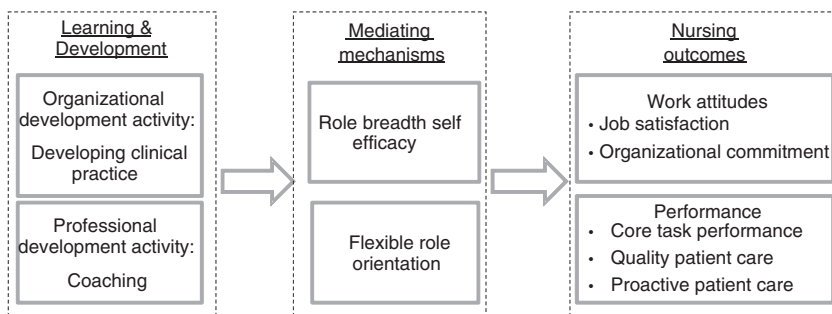 Learning &
Development
Organizational
development activity:
Developing clinical
practice
Professional
development activity:
Coaching
Mediating
mechanisms
Role breadth self
efficacy
Flexible role
orientation
Nursing
outcomes
Work attitudes
• Job satisfaction
• Organizational commitment
Performance
• Core task performance
• Quality patient care
• Proactive patient care